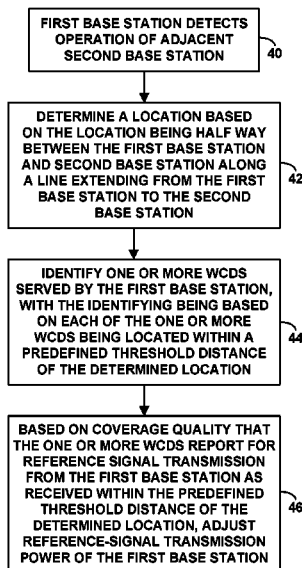 FIRST BASE STATION DETECTS
OPERATION OF ADJACENT
SECOND BASE STATION
40
DETERMINE A LOCATION BASED
ON THE LOCATION BEING HALF WAY
BETWEEN THE FIRST BASE STATION
AND SECOND BASE STATION ALONG
A LINE EXTENDING FROM THE FIRST
BASE STATION TO THE SECOND
BASE STATION
42
IDENTIFY ONE OR MORE WCDS
SERVED BY THE FIRST BASE STATION,
WITH THE IDENTIFYING BEING BASED
ON EACH OF THE ONE OR MORE
WCDS BEING LOCATED WITHIN A
PREDEFINED THRESHOLD DISTANCE
OF THE DETERMINED LOCATION
44
BASED ON COVERAGE QUALITY THAT
THE ONE OR MORE WCDS REPORT FOR
REFERENCE SIGNAL TRANSMISSION
FROM THE FIRST BASE STATION AS
RECEIVED WITHIN THE PREDEFINED
THRESHOLD DISTANCE OF THE
DETERMINED LOCATION, ADJUST
REFERENCE-SIGNAL TRANSMISSION
POWER OF THE FIRST BASE STATION
46